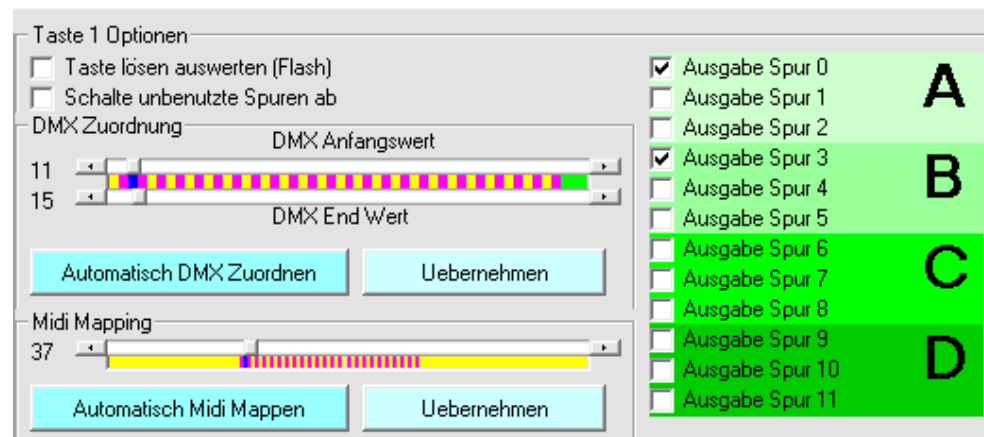 Taste 1 Optionen
Taste lösen auswerten (Flash)
Schalte unbenutzte Spuren ab
DMX Zuordnung
DMX Anfangswert
11
15
DMX End Wert
Automatisch DMX Zuordnen
Uebernehmen
Midi Mapping
37
Automatisch Midi Mappen
Uebernehmen
Ausgabe Spur 0
Ausgabe Spur 1
Ausgabe Spur 2
A
Ausgabe Spur 3
Ausgabe Spur 4
Ausgabe Spur 5
B
Ausgabe Spur 6
Ausgabe Spur 7
Ausgabe Spur 8
C
Ausgabe Spur 9
Ausgabe Spur 10
Ausgabe Spur 11
D